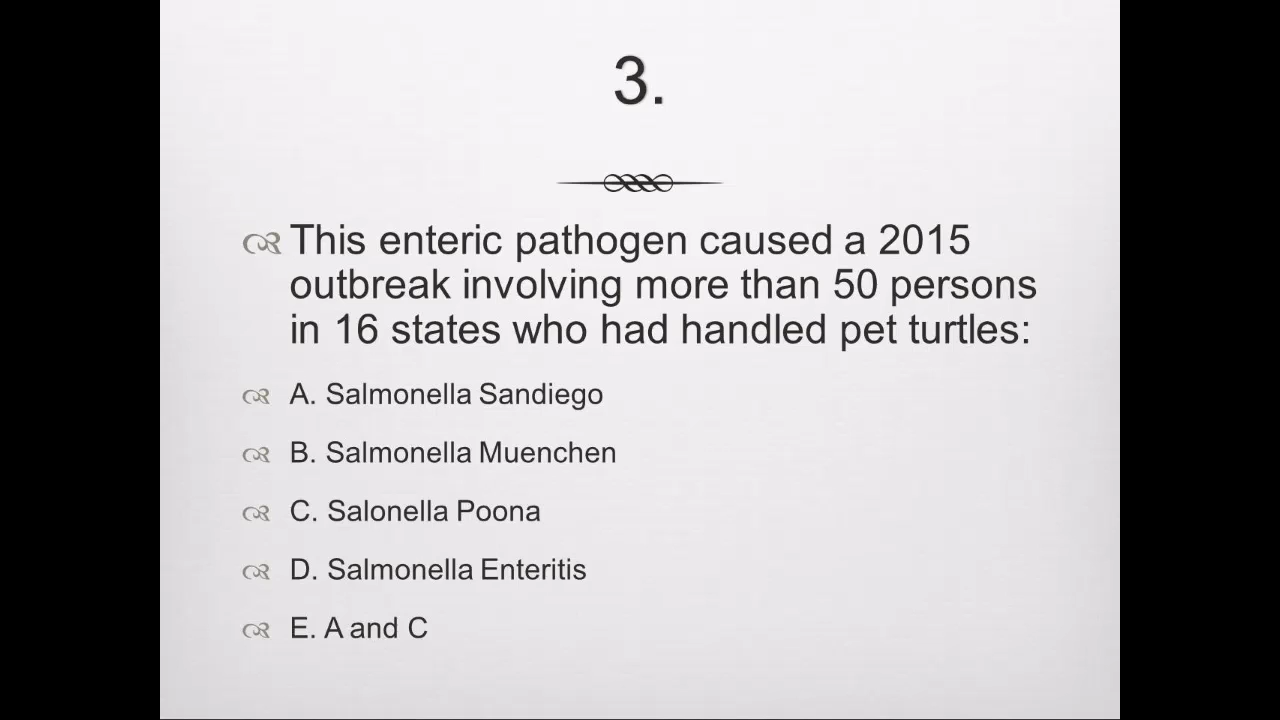 3.
This enteric pathogen caused a 2015
outbreak involving more than 50 persons
in 16 states who had handled pet turtles:
A. Salmonella Sandiego
B. Salmonella Muenchen
C. Salonella Poona
D. Salmonella Enteritis
E. A and C